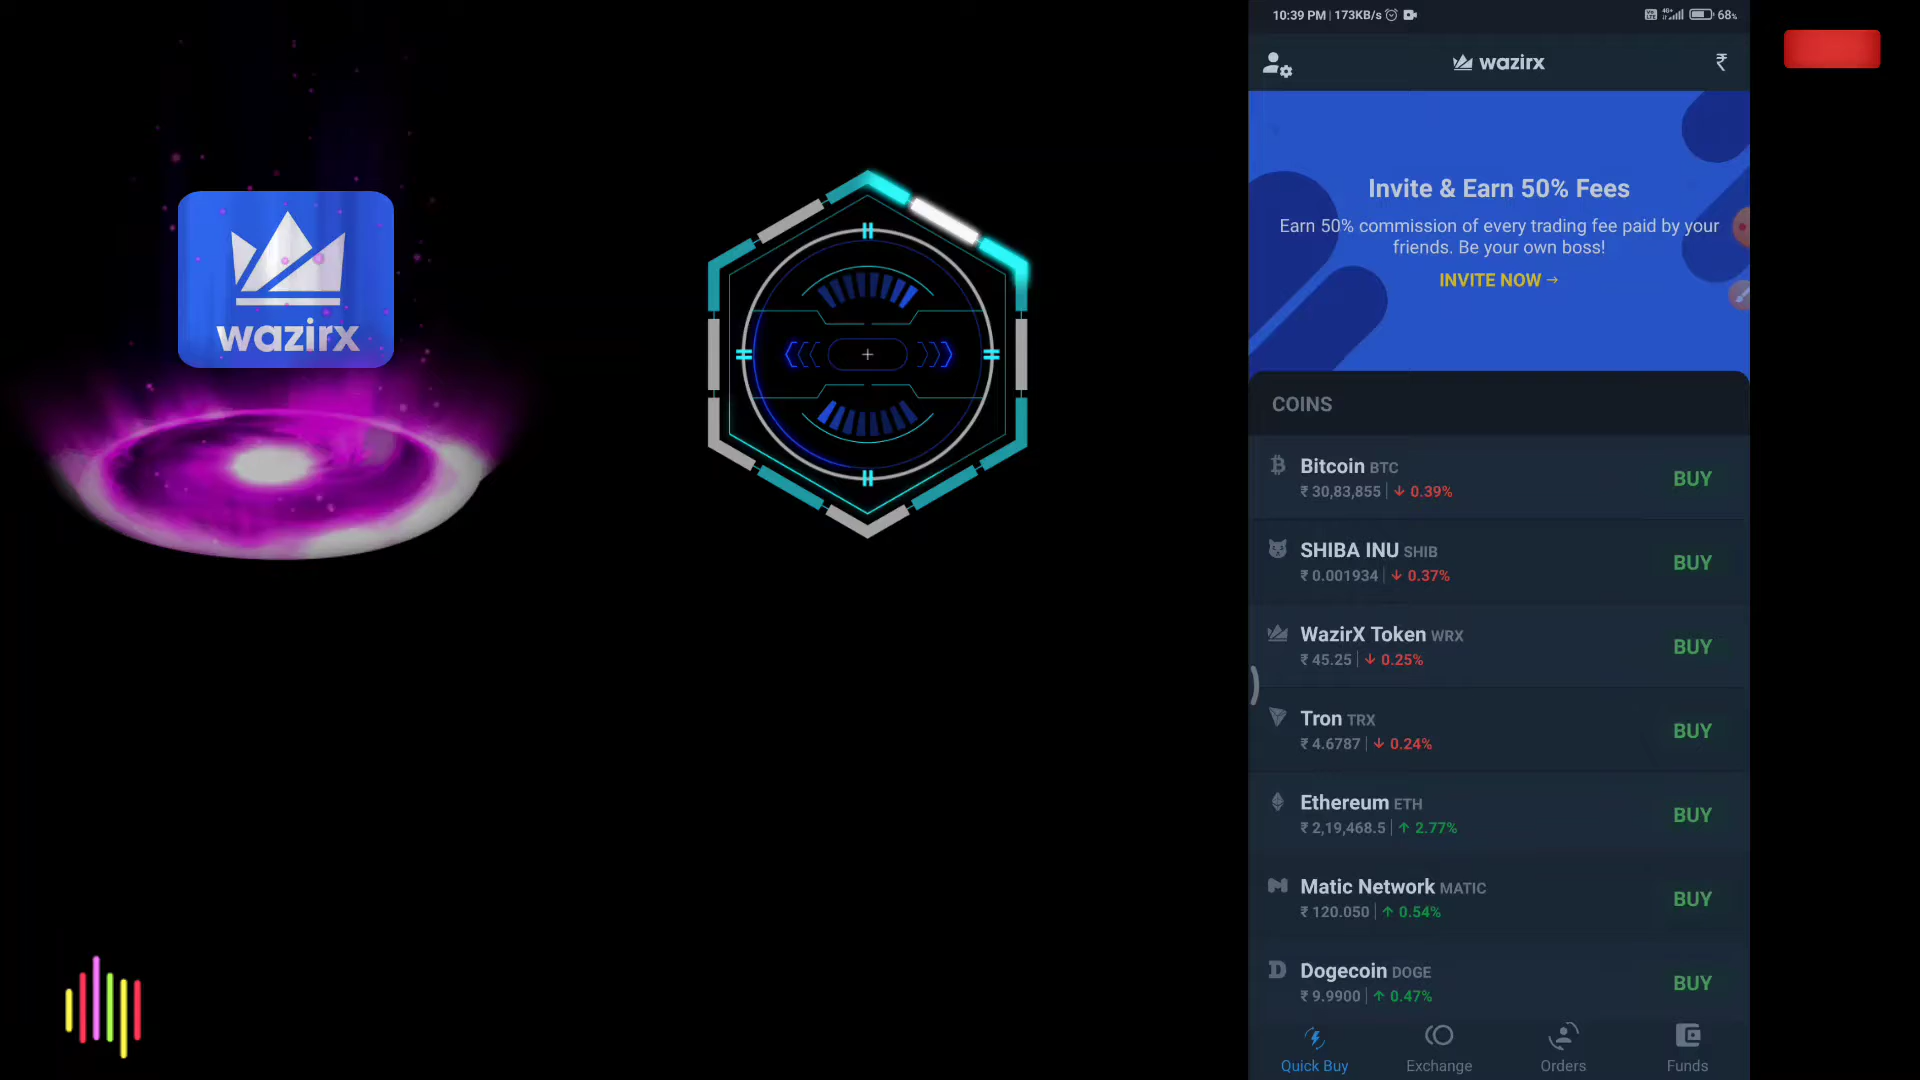 wazirx
10:39 PM | 173KB/s
68%
wazirx
₹
Invite & Earn 50% Fees
Earn 50% commission of every trading fee paid by your
friends. Be your own boss!
INVITE NOW →
COINS
Bitcoin BTC
₹ 30,83,855 | ↓ 0.39%
BUY
SHIBA INU SHIB
₹ 0.001934 | ↓ 0.37%
BUY
WazirX Token WRX
₹ 45.25 | ↓ 0.25%
BUY
Tron TRX
₹ 4.6787 | ↓ 0.24%
BUY
Ethereum ETH
₹ 2,19,468.5 | ↑ 2.77%
BUY
Matic Network MATIC
₹ 120.050 | ↑ 0.54%
BUY
Dogecoin DOGE
₹ 9.9900 | ↑ 0.47%
BUY
Quick Buy
Exchange
Orders
Funds